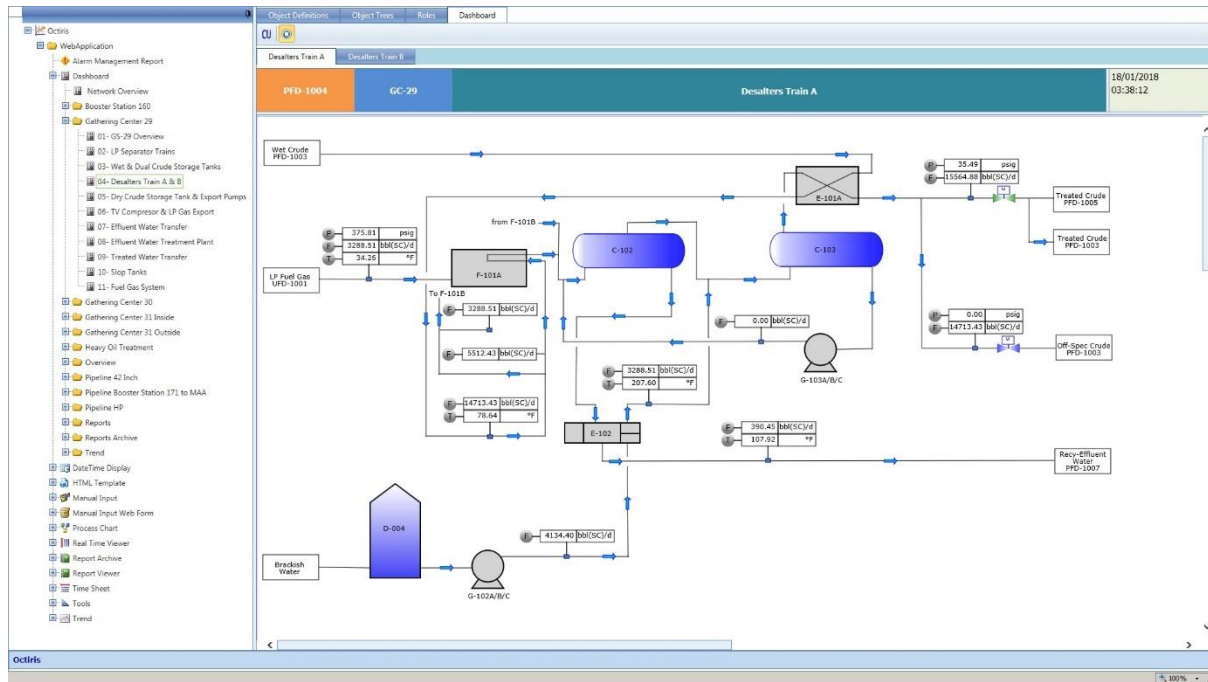 Object Definitions
Object Trees
Roles
Dashboard
Octiris
WebApplication
Alarm Management Report
Dashboard
Network Overview
Booster Station 160
Gathering Center 29
01- GS-29 Overview
02- LP Separator Trains
03- Wet & Dual Crude Storage Tanks
04- Desalters Train A & B
05- Dry Crude Storage Tank & Export Pumps
06- TV Compresor & LP Gas Export
07- Effluent Water Transfer
08- Effluent Water Treatment Plant
09- Treated Water Transfer
10- Slop Tanks
11- Fuel Gas System
Gathering Center 30
Gathering Center 31 Inside
Gathering Center 31 Outside
Heavy Oil Treatment
Overview
Pipeline 42 Inch
Pipeline Booster Station 171 to MAA
Pipeline HP
Reports
Reports Archive
Trend
DateTime Display
HTML Template
Manual Input
Manual Input Web Form
Process Chart
Real Time Viewer
Report Archive
Report Viewer
Time Sheet
Tools
Trend
Desalters Train A
Desalters Train B
PFD-1004
GC-29
Desalters Train A
18/01/2018
03:38:12
Wet Crude
PFD-1003
E-101A
P 35.49 psig
F 15564.88 bbl(SC)/d
M
Treated Crude
PFD-1005
Treated Crude
PFD-1003
from F-101B
C-102
C-103
P 375.81 psig
F 3288.51 bbl(SC)/d
T 34.26 °F
LP Fuel Gas
UFD-1001
F-101A
To F-101B
F 3288.51 bbl(SC)/d
F 5512.43 bbl(SC)/d
F 14713.43 bbl(SC)/d
T 78.64 °F
F 0.00 bbl(SC)/d
G-103A/B/C
P 0.00 psig
F 14713.43 bbl(SC)/d
M
Off-Spec Crude
PFD-1003
F 3288.51 bbl(SC)/d
T 207.60 °F
E-102
F 390.45 bbl(SC)/d
T 107.92 °F
Recy-Effluent
Water
PFD-1007
D-004
F 4134.40 bbl(SC)/d
Brackish
Water
G-102A/B/C
Octiris
100%